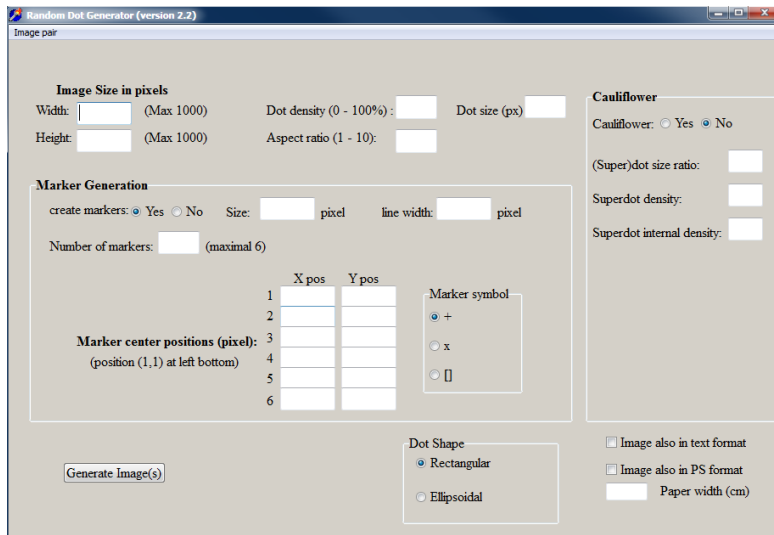 Random Dot Generator (version 2.2)
Image pair
Image Size in pixels
Width: (Max 1000) Dot density (0 - 100%) : Dot size (px)
Height: (Max 1000) Aspect ratio (1 - 10):
Cauliflower
Cauliflower: Yes No
(Super)dot size ratio:
Superdot density:
Superdot internal density:
Marker Generation
create markers: Yes No Size: pixel line width: pixel
Number of markers: (maximal 6)
X pos Y pos
1
2
3
4
5
6
Marker center positions (pixel):
(position (1,1) at left bottom)
Marker symbol
+
x
[]
Generate Image(s)
Dot Shape
Rectangular
Ellipsoidal
Image also in text format
Image also in PS format
Paper width (cm)